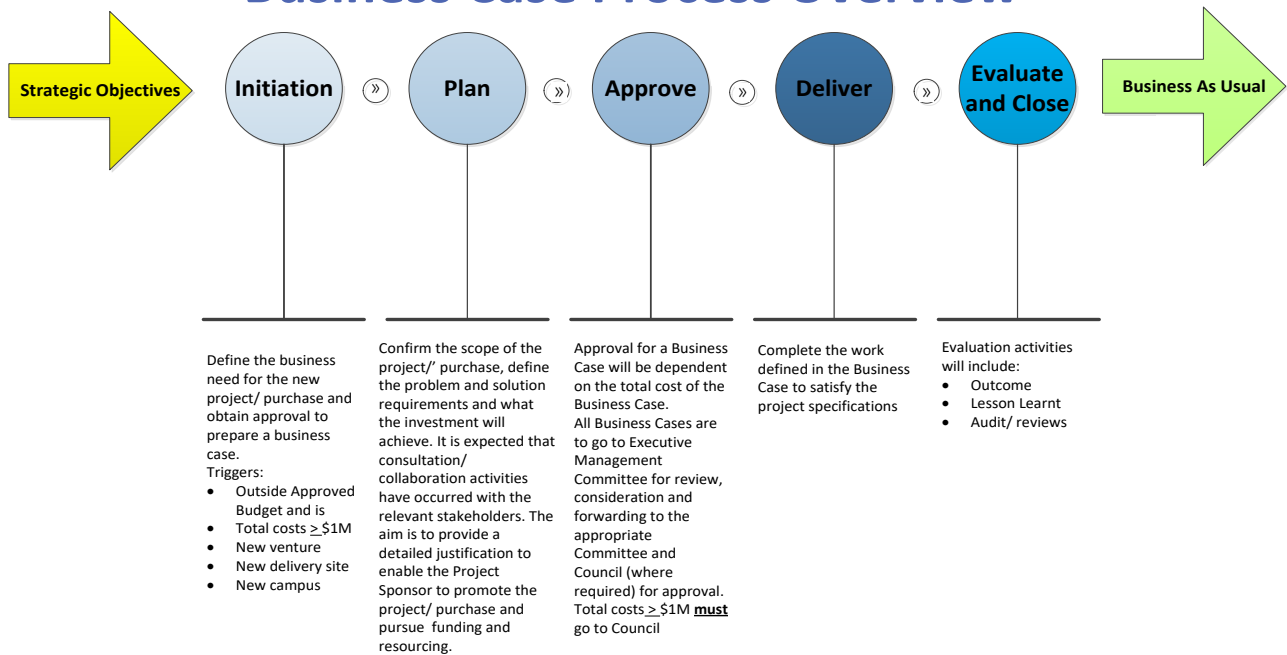 Business Case Process Overview
Strategic Objectives
Initiation
»
Plan
»
Approve
»
Deliver
»
Evaluate
and Close
Business As Usual
Define the business
need for the new
project/ purchase and
obtain approval to
prepare a business
case.
Triggers:
• Outside Approved
Budget and is
• Total costs > $1M
• New venture
• New delivery site
• New campus
Confirm the scope of the
project/’ purchase, define
the problem and solution
requirements and what
the investment will
achieve. It is expected that
consultation/
collaboration activities
have occurred with the
relevant stakeholders. The
aim is to provide a
detailed justification to
enable the Project
Sponsor to promote the
project/ purchase and
pursue funding and
resourcing.
Approval for a Business
Case will be dependent
on the total cost of the
Business Case.
All Business Cases are
to go to Executive
Management
Committee for review,
consideration and
forwarding to the
appropriate
Committee and
Council (where
required) for approval.
Total costs > $1M must
go to Council
Complete the work
defined in the Business
Case to satisfy the
project specifications
Evaluation activities
will include:
• Outcome
• Lesson Learnt
• Audit/ reviews